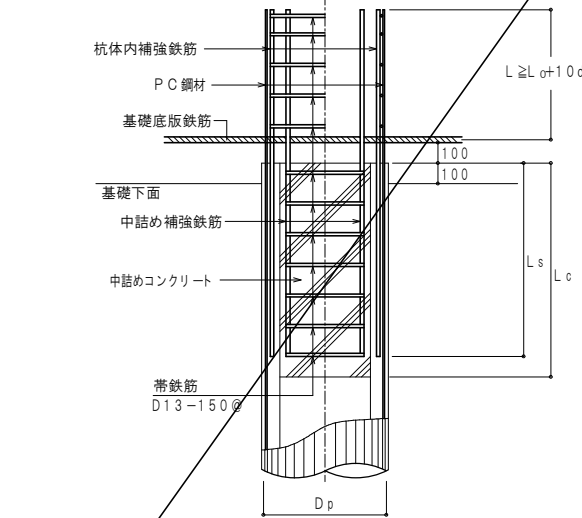 杭体内補強鉄筋
PC鋼材
基礎底版鉄筋
基礎下面
中詰め補強鉄筋
中詰めコンクリート
帯鉄筋
D13-150@
L≧L₀+10d
100
100
Ls
Lc
Dp